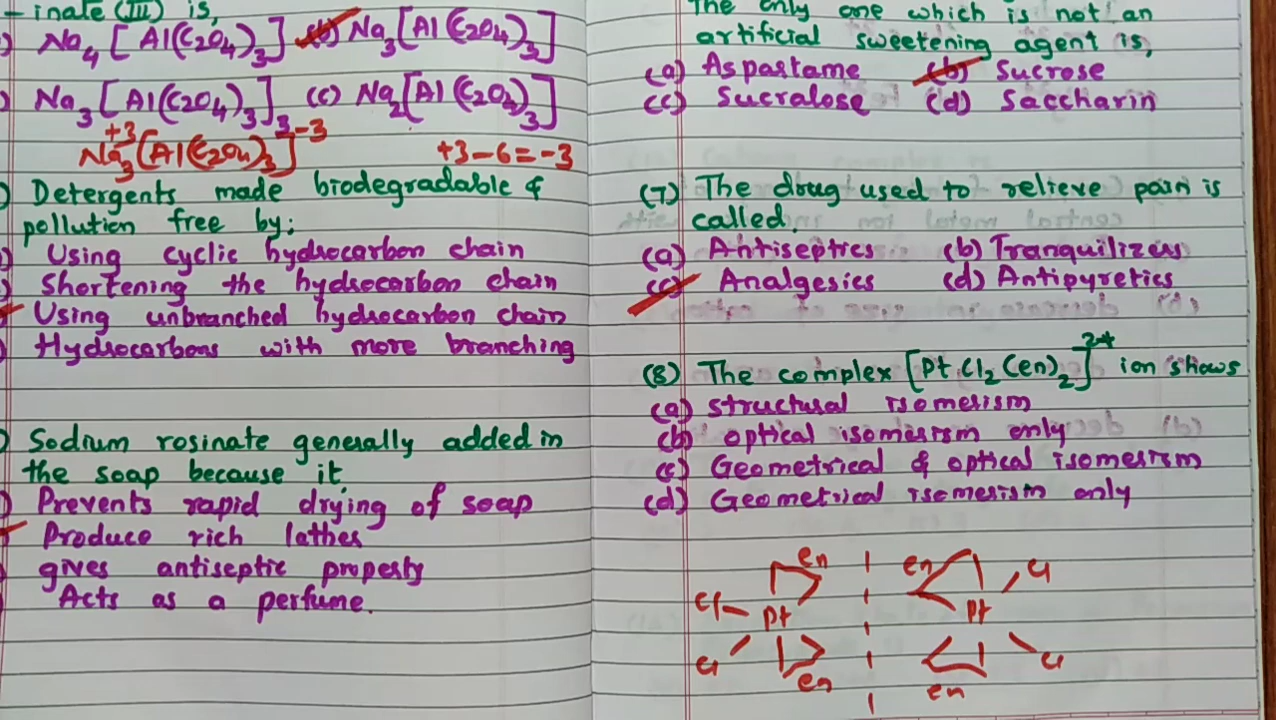 - inate (III) is,
) Na4 [ Al(C2O4)3] (b) Na3[Al(C2O4)3]
) Na3[Al(C2O4)3]3 (c) Na2[Al(C2O4)3]
Na3+3[Al(C2O4)3]-3 +3-6=-3
) Detergents made biodegradable &
pollution free by:
) Using cyclic hydrocarbon chain
) Shortening the hydrocarbon chain
Using unbranched hydrocarbon chain
) Hydrocarbons with more branching
) Sodium rosinate generally added in
the soap because it,
) Prevents rapid drying of soap
Produce rich lather
gives antiseptic property
Acts as a perfume.
The only one which is not an
artificial sweetening agent is,
(a) Aspastame (b) Sucrose
(c) Sucralose (d) Saccharin
(7) The drug used to relieve pain is
called,
(a) Antiseptics (b) Tranquilizers
(c) Analgesics (d) Antipyretics
(8) The complex [Pt Cl2 (en)2]2+ ion shows
(a) structural isomerism
(b) optical isomerism only
(c) Geometrical & optical isomerism
(d) Geometrical isomerism only
en en Cl
Cl Pt Pt
Cl Cl
en en